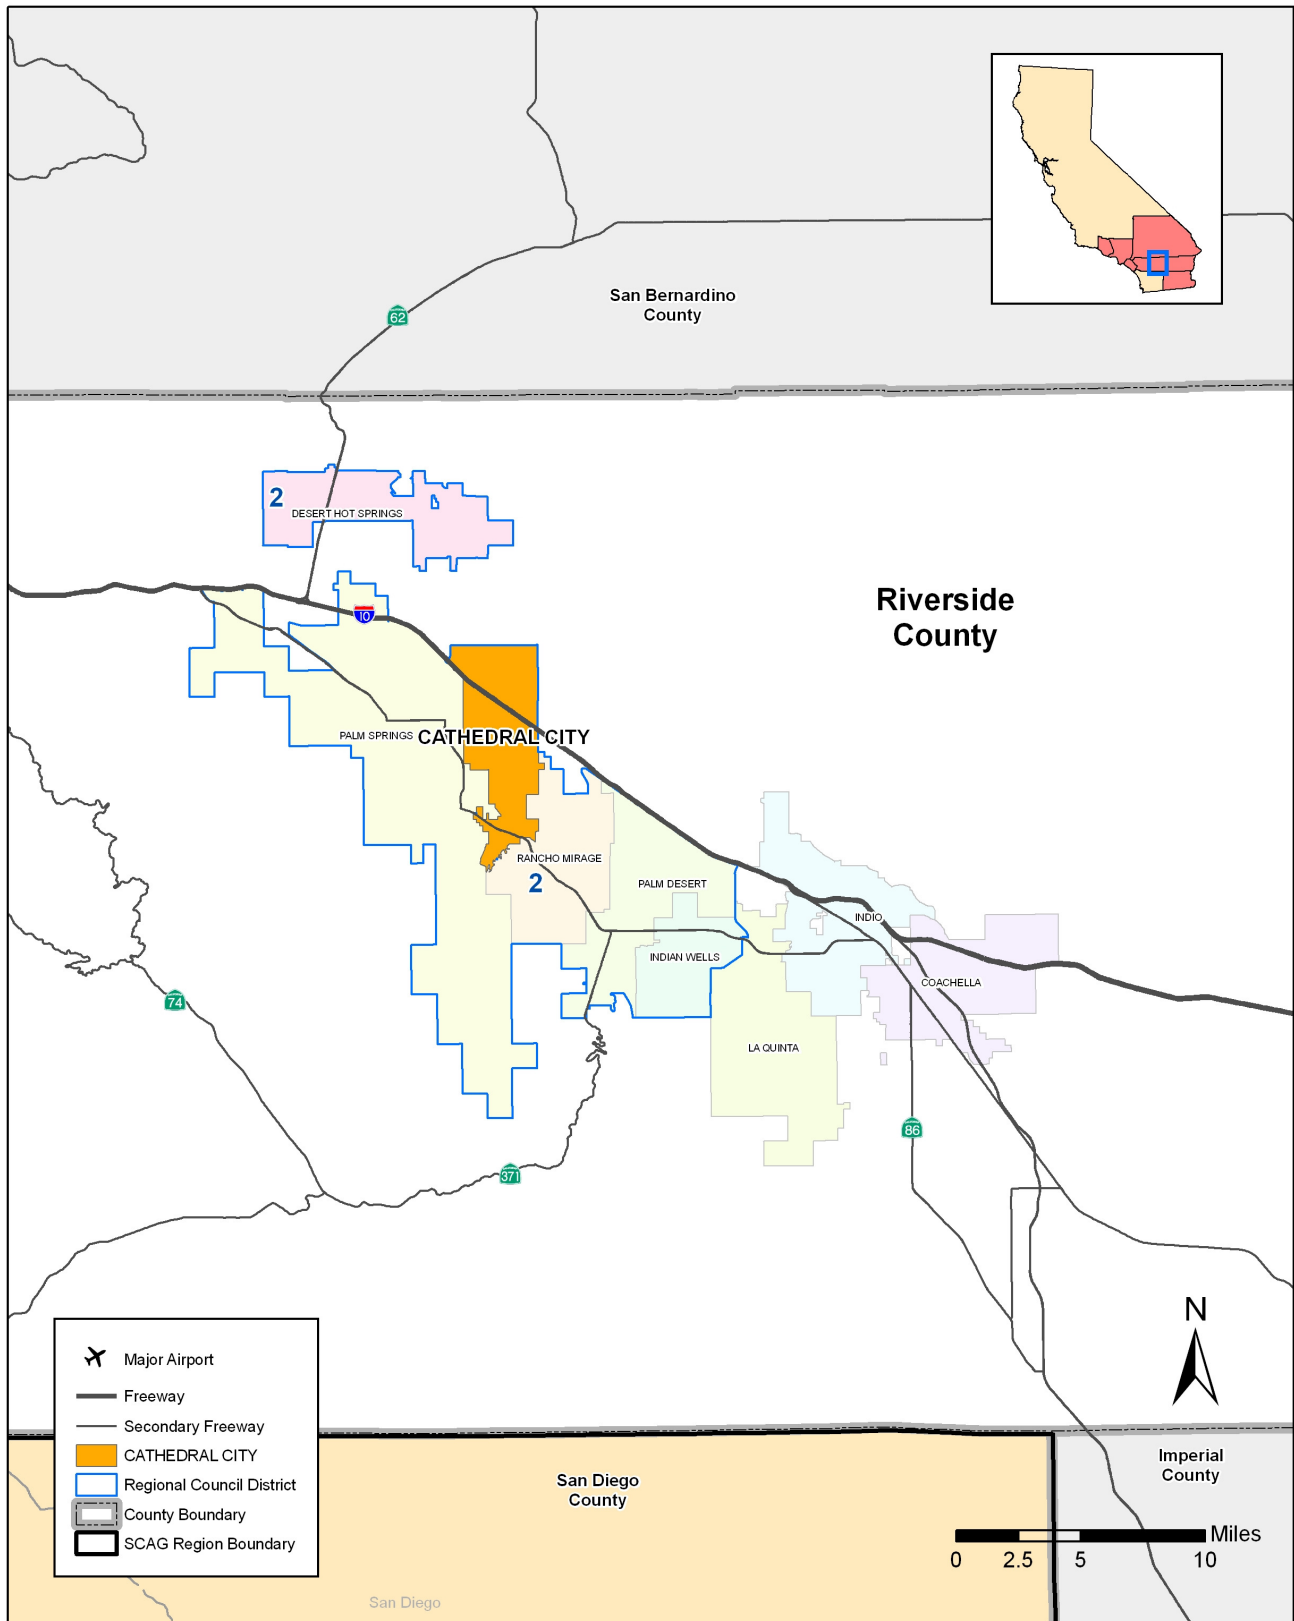 San Bernardino
County
62
2
DESERT HOT SPRINGS
Riverside
County
10
PALM SPRINGS
CATHEDRAL CITY
RANCHO MIRAGE
2
PALM DESERT
INDIO
INDIAN WELLS
COACHELLA
74
LA QUINTA
86
371
N
Major Airport
Freeway
Secondary Freeway
CATHEDRAL CITY
Regional Council District
County Boundary
SCAG Region Boundary
San Diego
County
Imperial
County
Miles
0 2.5 5 10
San Diego